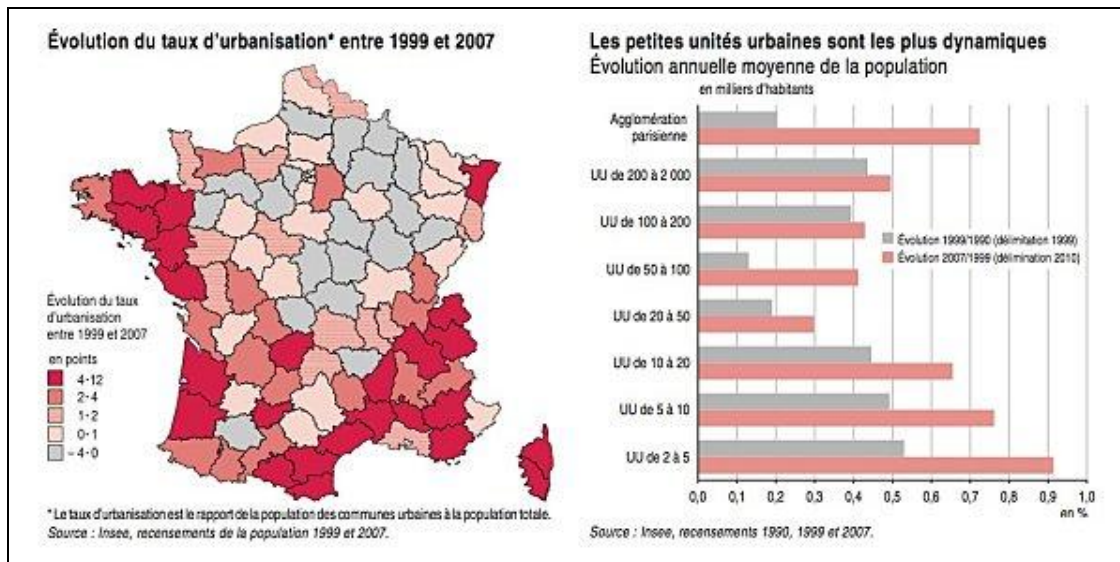 Évolution du taux d'urbanisation* entre 1999 et 2007
Évolution du taux
d'urbanisation
entre 1999 et 2007
en points
4-12
2-4
1-2
0-1
-4-0
* Le taux d'urbanisation est le rapport de la population des communes urbaines à la population totale.
Source : Insee, recensements de la population 1999 et 2007.
Les petites unités urbaines sont les plus dynamiques
Évolution annuelle moyenne de la population
en milliers d'habitants
Agglomération
parisienne
UU de 200 à 2 000
UU de 100 à 200
UU de 50 à 100
UU de 20 à 50
UU de 10 à 20
UU de 5 à 10
UU de 2 à 5
Évolution 1999/1990 (délimitation 1999)
Évolution 2007/1999 (délimination 2010)
0,0 0,1 0,2 0,3 0,4 0,5 0,6 0,7 0,8 0,9 1,0
en %
Source : Insee, recensements 1990, 1999 et 2007.